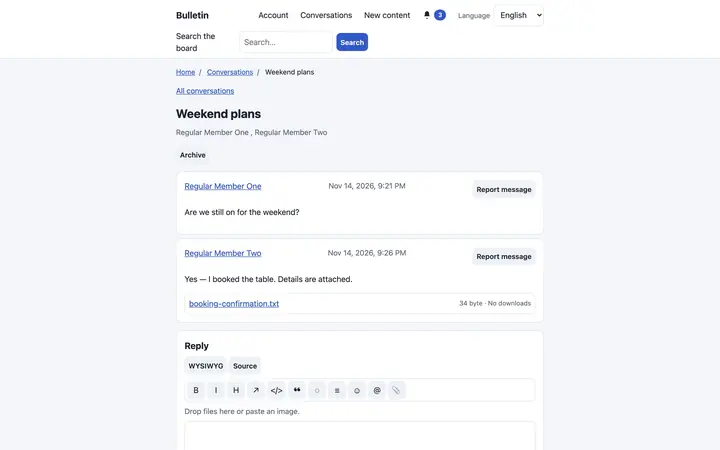 Bulletin
Account
Conversations
New content
3
Language
English
Search the board
Search...
Search
Home / Conversations / Weekend plans
All conversations
Weekend plans
Regular Member One , Regular Member Two
Archive
Regular Member One
Nov 14, 2026, 9:21 PM
Report message
Are we still on for the weekend?
Regular Member Two
Nov 14, 2026, 9:26 PM
Report message
Yes — I booked the table. Details are attached.
booking-confirmation.txt
34 byte · No downloads
Reply
WYSIWYG
Source
B I H ↗ </> ❝ ○ ≡ ☺ @ 📎
Drop files here or paste an image.